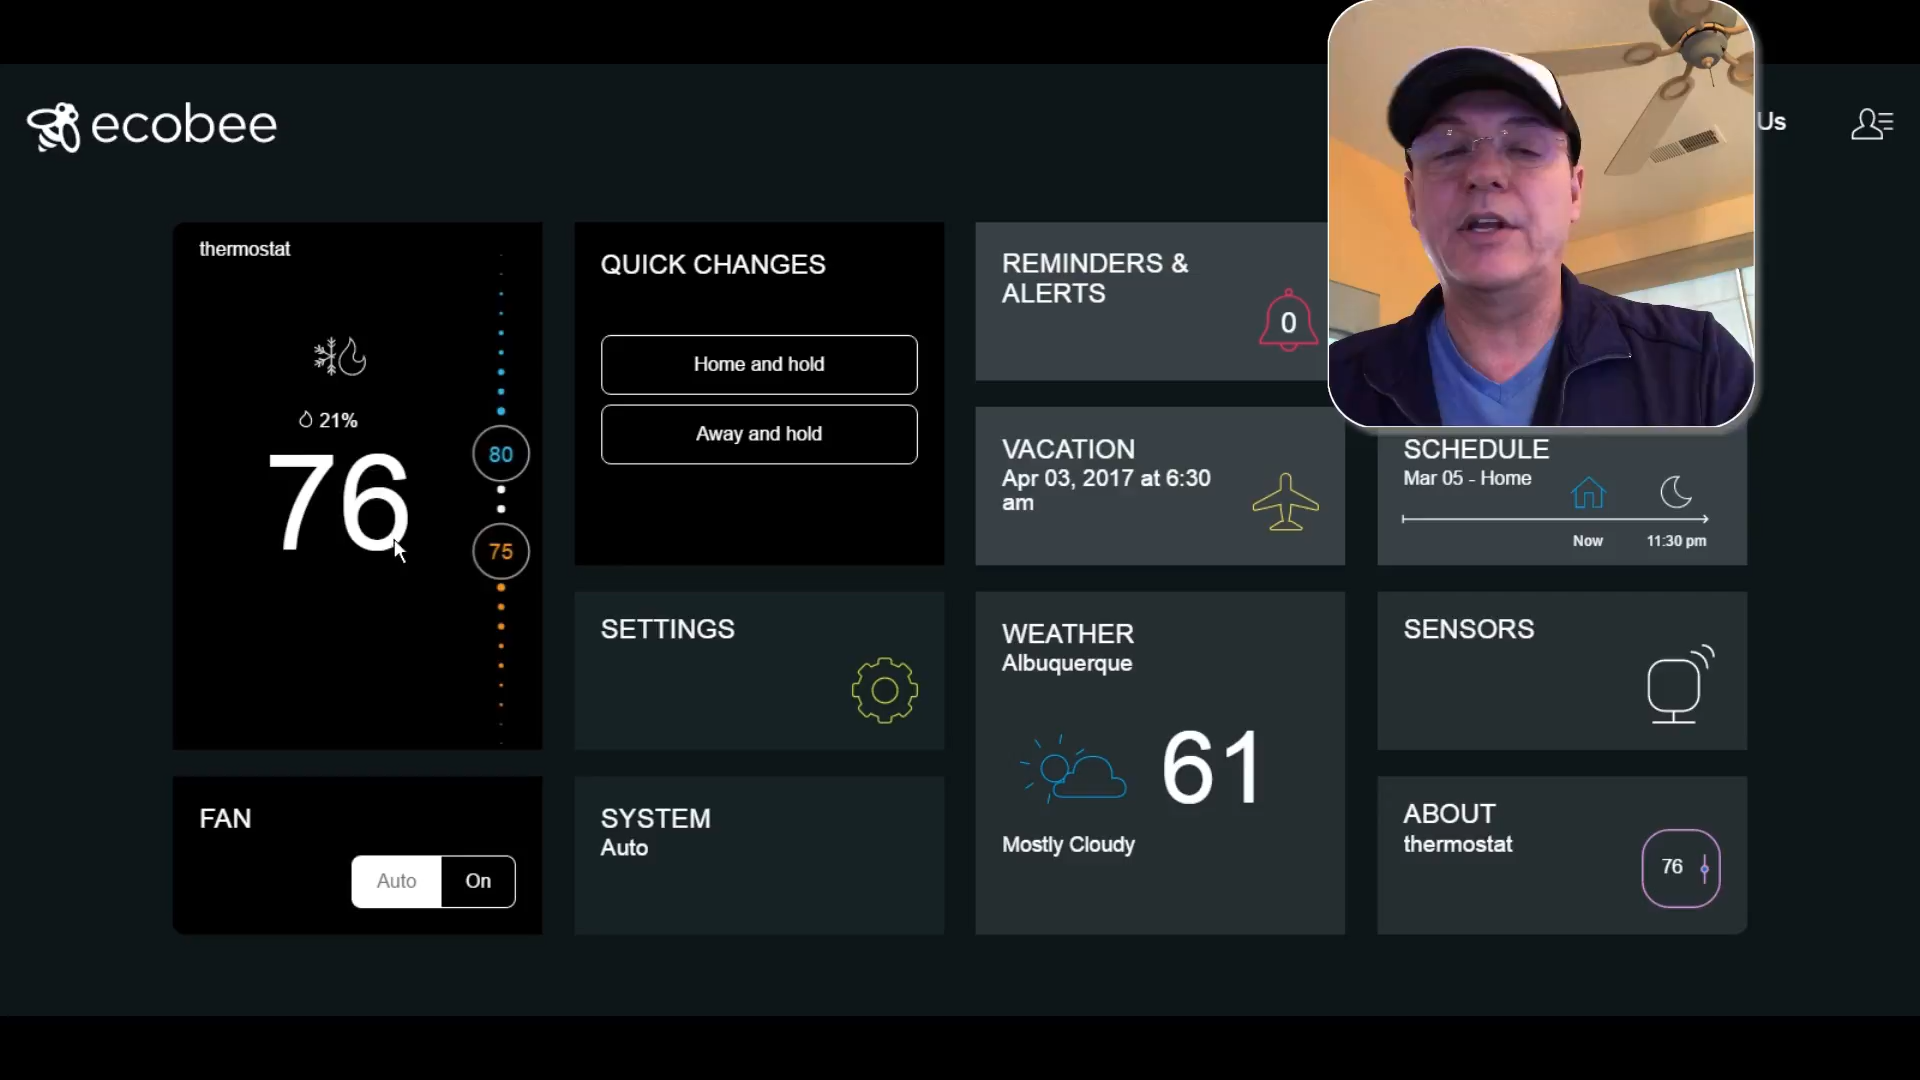 ecobee
Us
thermostat
21%
76
80
75
QUICK CHANGES
Home and hold
Away and hold
REMINDERS &
ALERTS
0
VACATION
Apr 03, 2017 at 6:30
am
SCHEDULE
Mar 05 - Home
Now
11:30 pm
SETTINGS
WEATHER
Albuquerque
61
Mostly Cloudy
SENSORS
FAN
Auto
On
SYSTEM
Auto
ABOUT
thermostat
76